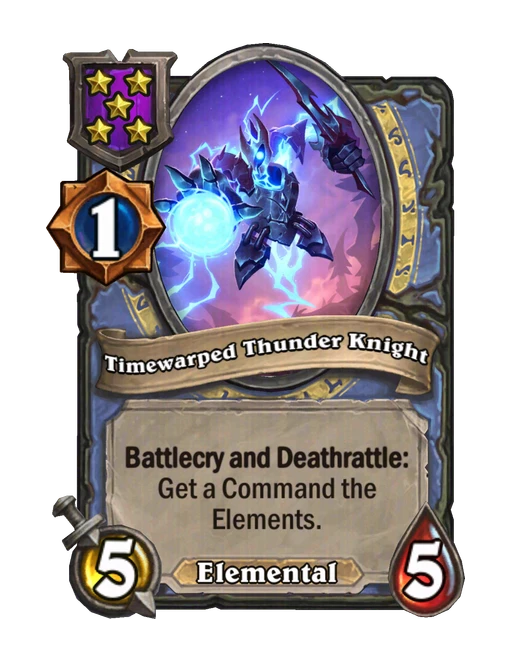 1
Timewarped Thunder Knight
Battlecry and Deathrattle:
Get a Command the
Elements.
5
Elemental
5